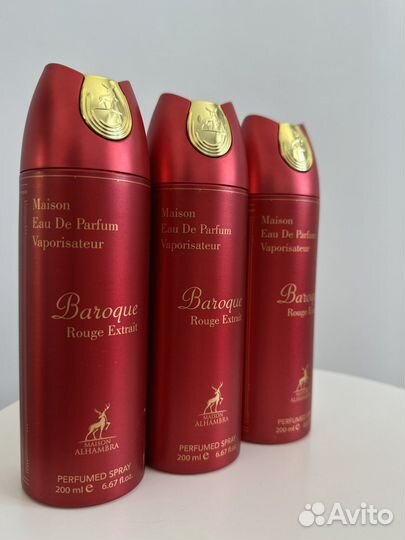 Maison
Eau De Parfum
Vaporisateur
Baroque
Rouge Extrait
MAISON
ALHAMBRA
PERFUMED SPRAY
200 ml e 6.67 fl.oz.
Maison
Eau De Parfum
Vaporisateur
Baroque
Rouge Extrait
MAISON
ALHAMBRA
PERFUMED SPRAY
200 ml e 6.67 fl.oz.
Maison
Eau De Parfum
Vaporisateur
Baroque
Rouge Extrait
MAISON
ALHAMBRA
PERFUMED S
200 ml e 6.67
Avito